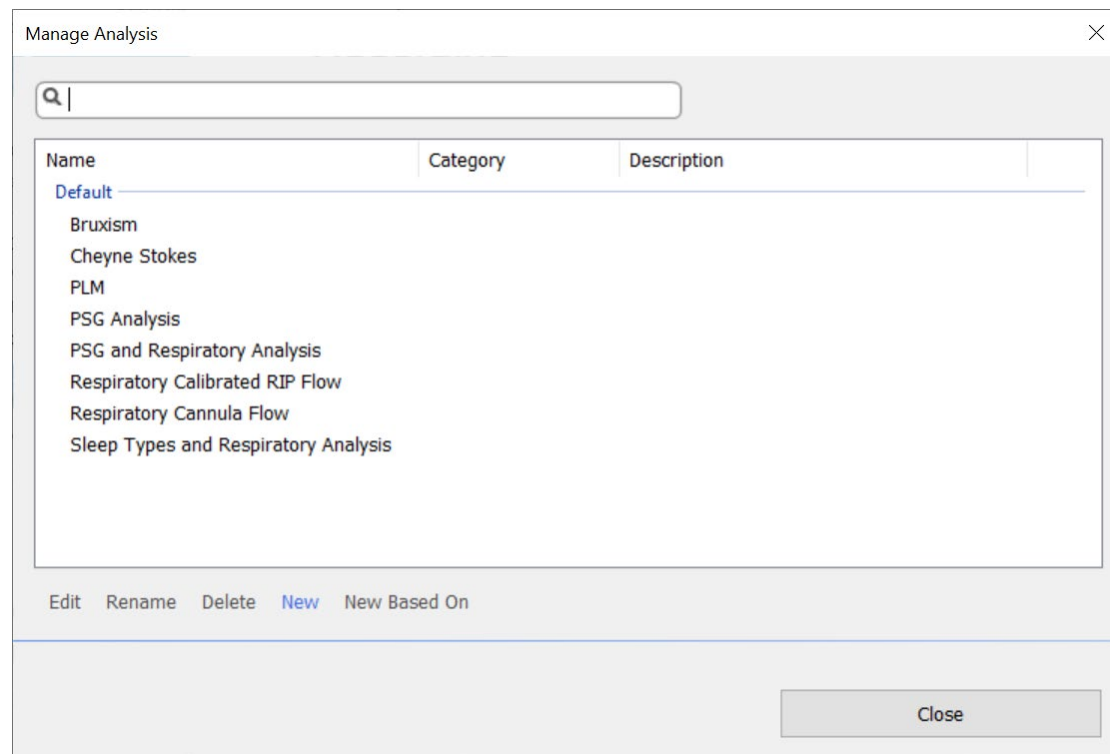 Manage Analysis
Name Category Description
Default
Bruxism
Cheyne Stokes
PLM
PSG Analysis
PSG and Respiratory Analysis
Respiratory Calibrated RIP Flow
Respiratory Cannula Flow
Sleep Types and Respiratory Analysis
Edit Rename Delete New New Based On
Close